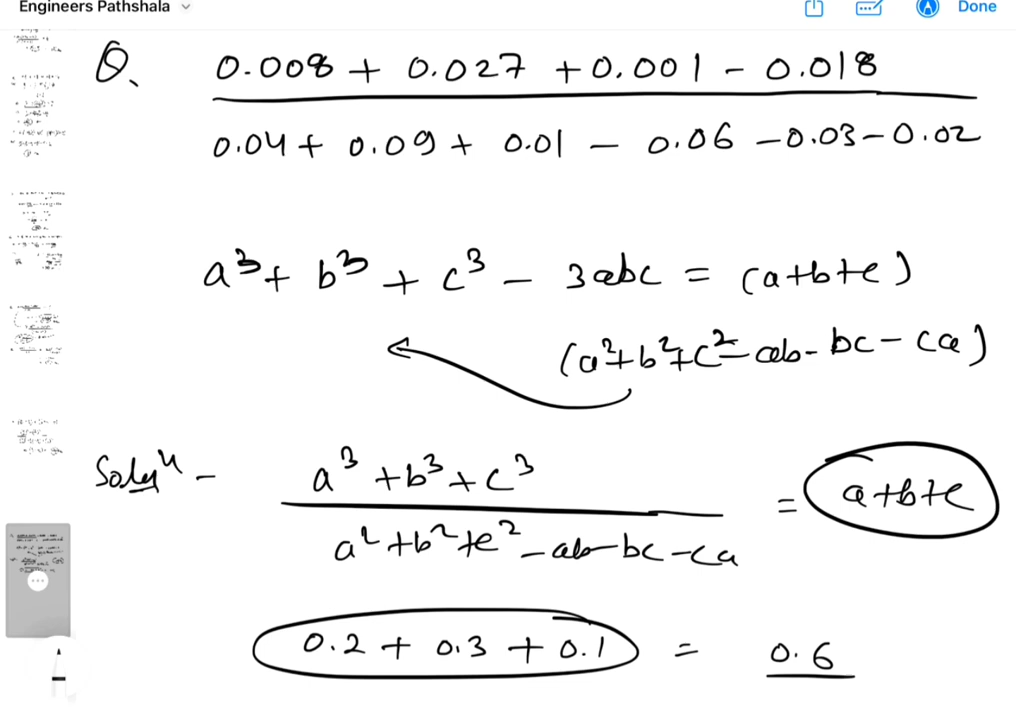 Engineers Pathshala
Done
Q. 0.008 + 0.027 + 0.001 - 0.018
0.04 + 0.09 + 0.01 - 0.06 - 0.03 - 0.02
a³ + b³ + c³ - 3abc = (a+b+c)
(a²+b²+c²-ab-bc-ca)
Solyⁿ - a³ + b³ + c³ = a+b+c
a²+b²+c²-ab-bc-ca
0.2 + 0.3 + 0.1 = 0.6